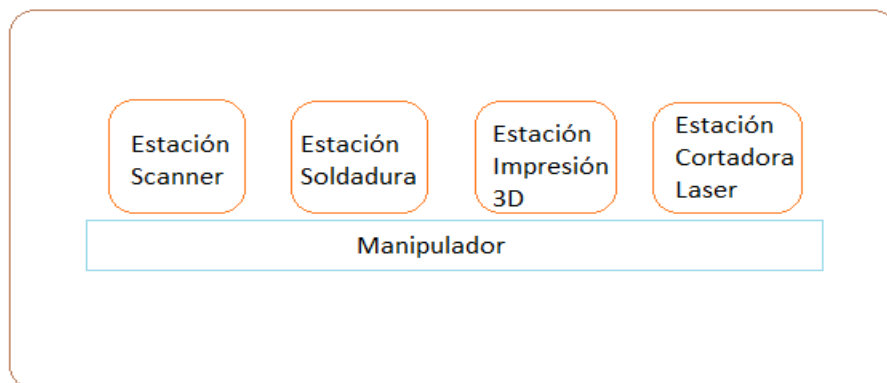 Estación
Scanner
Estación
Soldadura
Estación
Impresión
3D
Estación
Cortadora
Laser
Manipulador